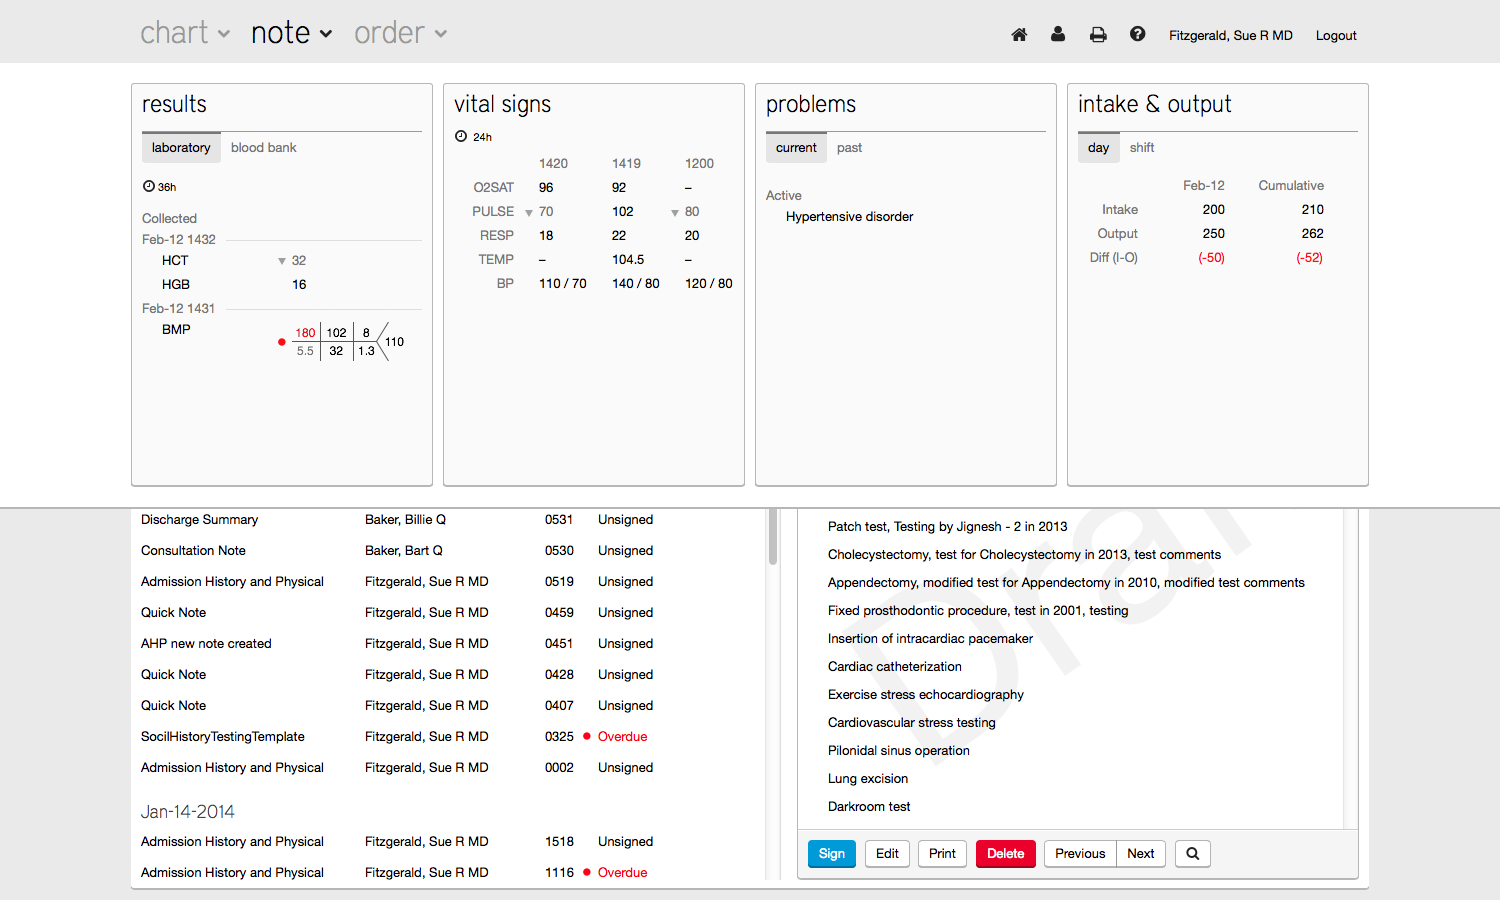 chart note order Fitzgerald, Sue R MD Logout
results
laboratory blood bank
36h
Collected
Feb-12 1432
HCT 32
HGB 16
Feb-12 1431
BMP 180 102 8 110
5.5 32 1.3
vital signs
24h
1420 1419 1200
O2SAT 96 92 –
PULSE 70 102 80
RESP 18 22 20
TEMP – 104.5 –
BP 110 / 70 140 / 80 120 / 80
problems
current past
Active
Hypertensive disorder
intake & output
day shift
Feb-12 Cumulative
Intake 200 210
Output 250 262
Diff (I-O) (-50) (-52)
Discharge Summary Baker, Billie Q 0531 Unsigned
Consultation Note Baker, Bart Q 0530 Unsigned
Admission History and Physical Fitzgerald, Sue R MD 0519 Unsigned
Quick Note Fitzgerald, Sue R MD 0459 Unsigned
AHP new note created Fitzgerald, Sue R MD 0451 Unsigned
Quick Note Fitzgerald, Sue R MD 0428 Unsigned
Quick Note Fitzgerald, Sue R MD 0407 Unsigned
SocilHistoryTestingTemplate Fitzgerald, Sue R MD 0325 Overdue
Admission History and Physical Fitzgerald, Sue R MD 0002 Unsigned
Jan-14-2014
Admission History and Physical Fitzgerald, Sue R MD 1518 Unsigned
Admission History and Physical Fitzgerald, Sue R MD 1116 Overdue
Draft
Patch test, Testing by Jignesh - 2 in 2013
Cholecystectomy, test for Cholecystectomy in 2013, test comments
Appendectomy, modified test for Appendectomy in 2010, modified test comments
Fixed prosthodontic procedure, test in 2001, testing
Insertion of intracardiac pacemaker
Cardiac catheterization
Exercise stress echocardiography
Cardiovascular stress testing
Pilonidal sinus operation
Lung excision
Darkroom test
Sign Edit Print Delete Previous Next